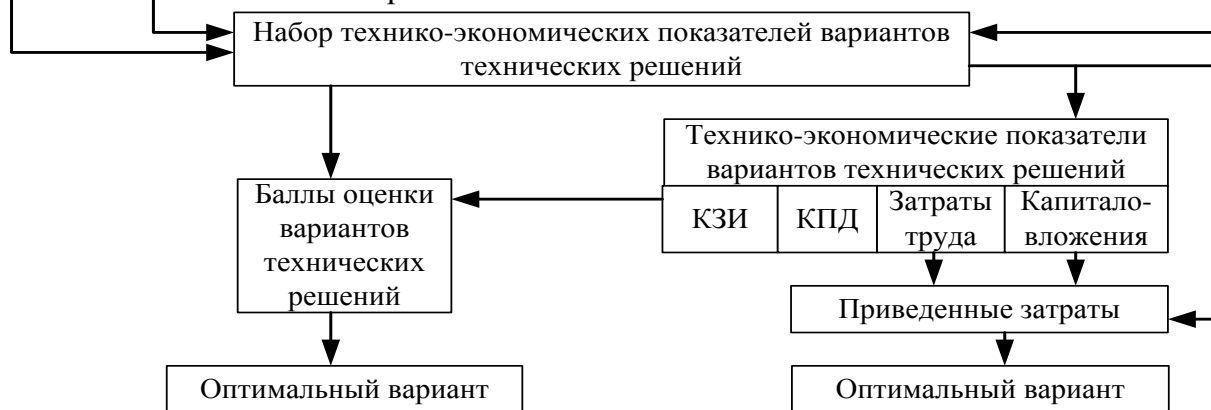 Набор технико-экономических показателей вариантов
технических решений
Технико-экономические показатели
вариантов технических решений
Баллы оценки
вариантов
технических
решений
КЗИ
КПД
Затраты
труда
Капитало-
вложения
Приведенные затраты
Оптимальный вариант
Оптимальный вариант